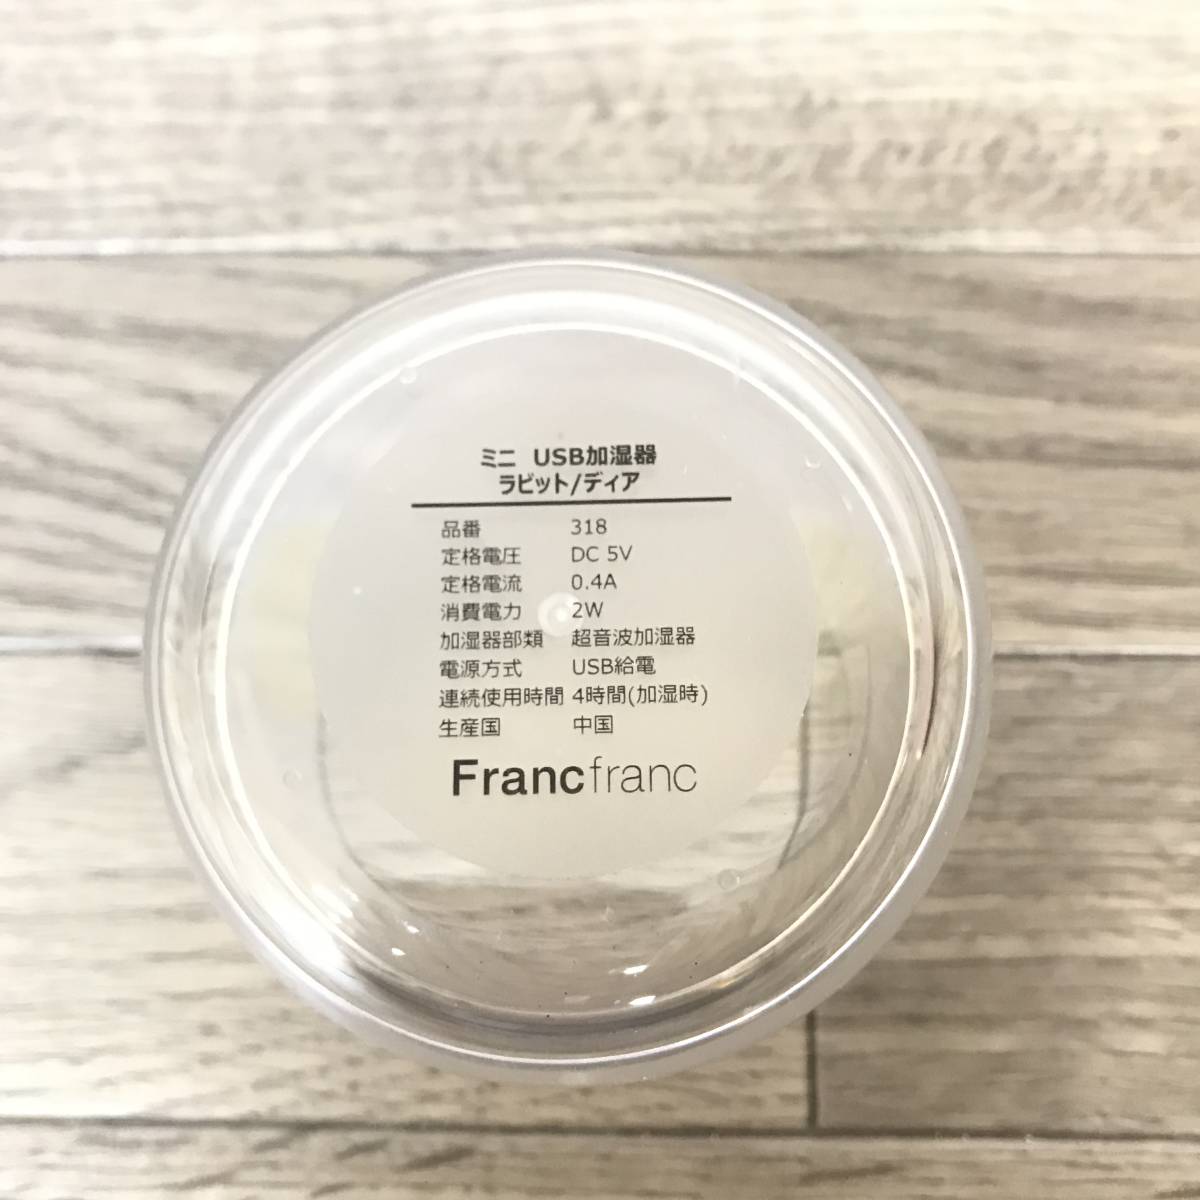 ミニ USB加湿器
ラビット/ディア
品番 318
定格電圧 DC 5V
定格電流 0.4A
消費電力 2W
加湿器部類 超音波加湿器
電源方式 USB給電
連続使用時間 4時間(加湿時)
生産国 中国
Francfranc